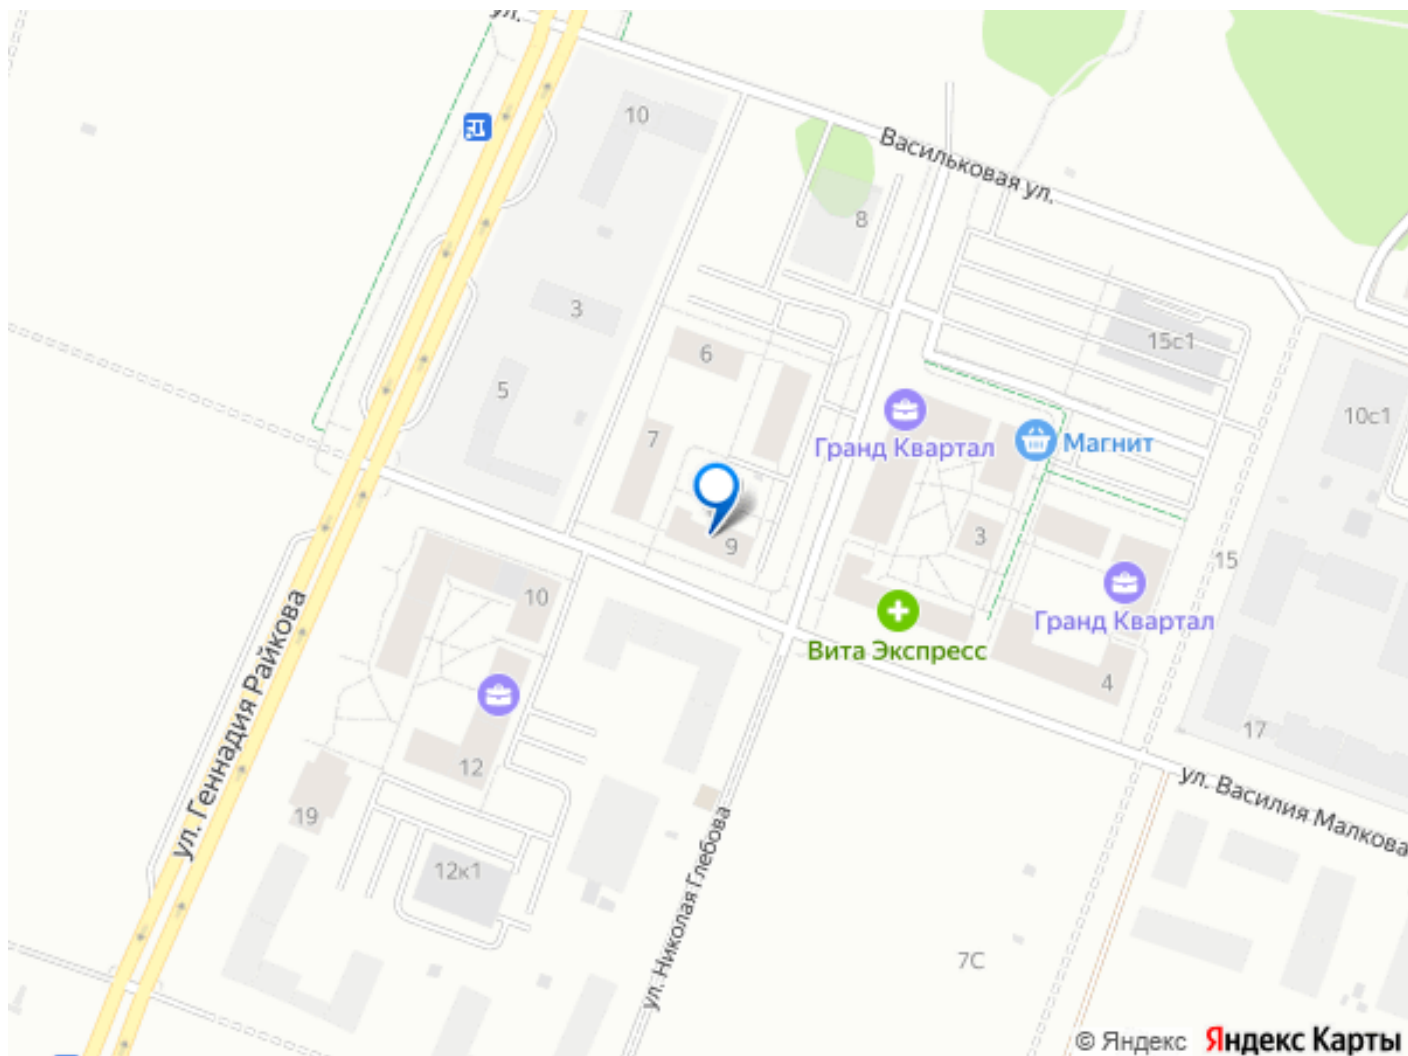 ул.
10
Васильковая ул.
8
3
15с1
6
5
10с1
Гранд Квартал
Магнит
7
3
9
15
10
Гранд Квартал
Вита Экспресс
4
17
12
ул. Геннадия Райкова
ул. Василия Малкова
19
12к1
ул. Николая Глебова
7С
© Яндекс Яндекс Карты